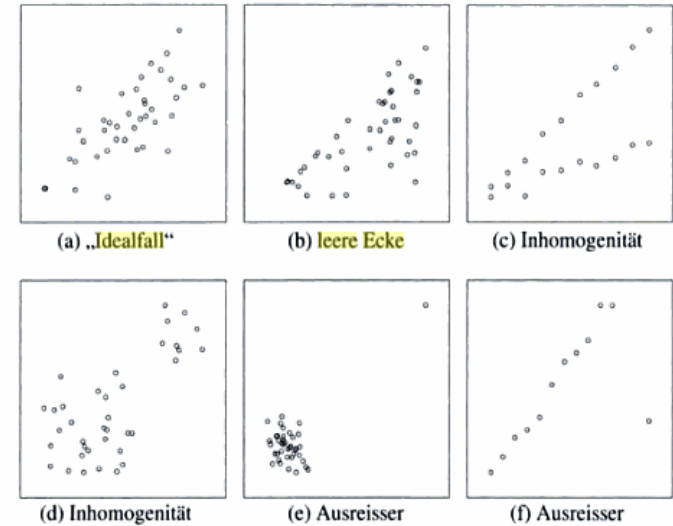 (a) „Idealfall“
(b) leere Ecke
(c) Inhomogenität
(d) Inhomogenität
(e) Ausreisser
(f) Ausreisser